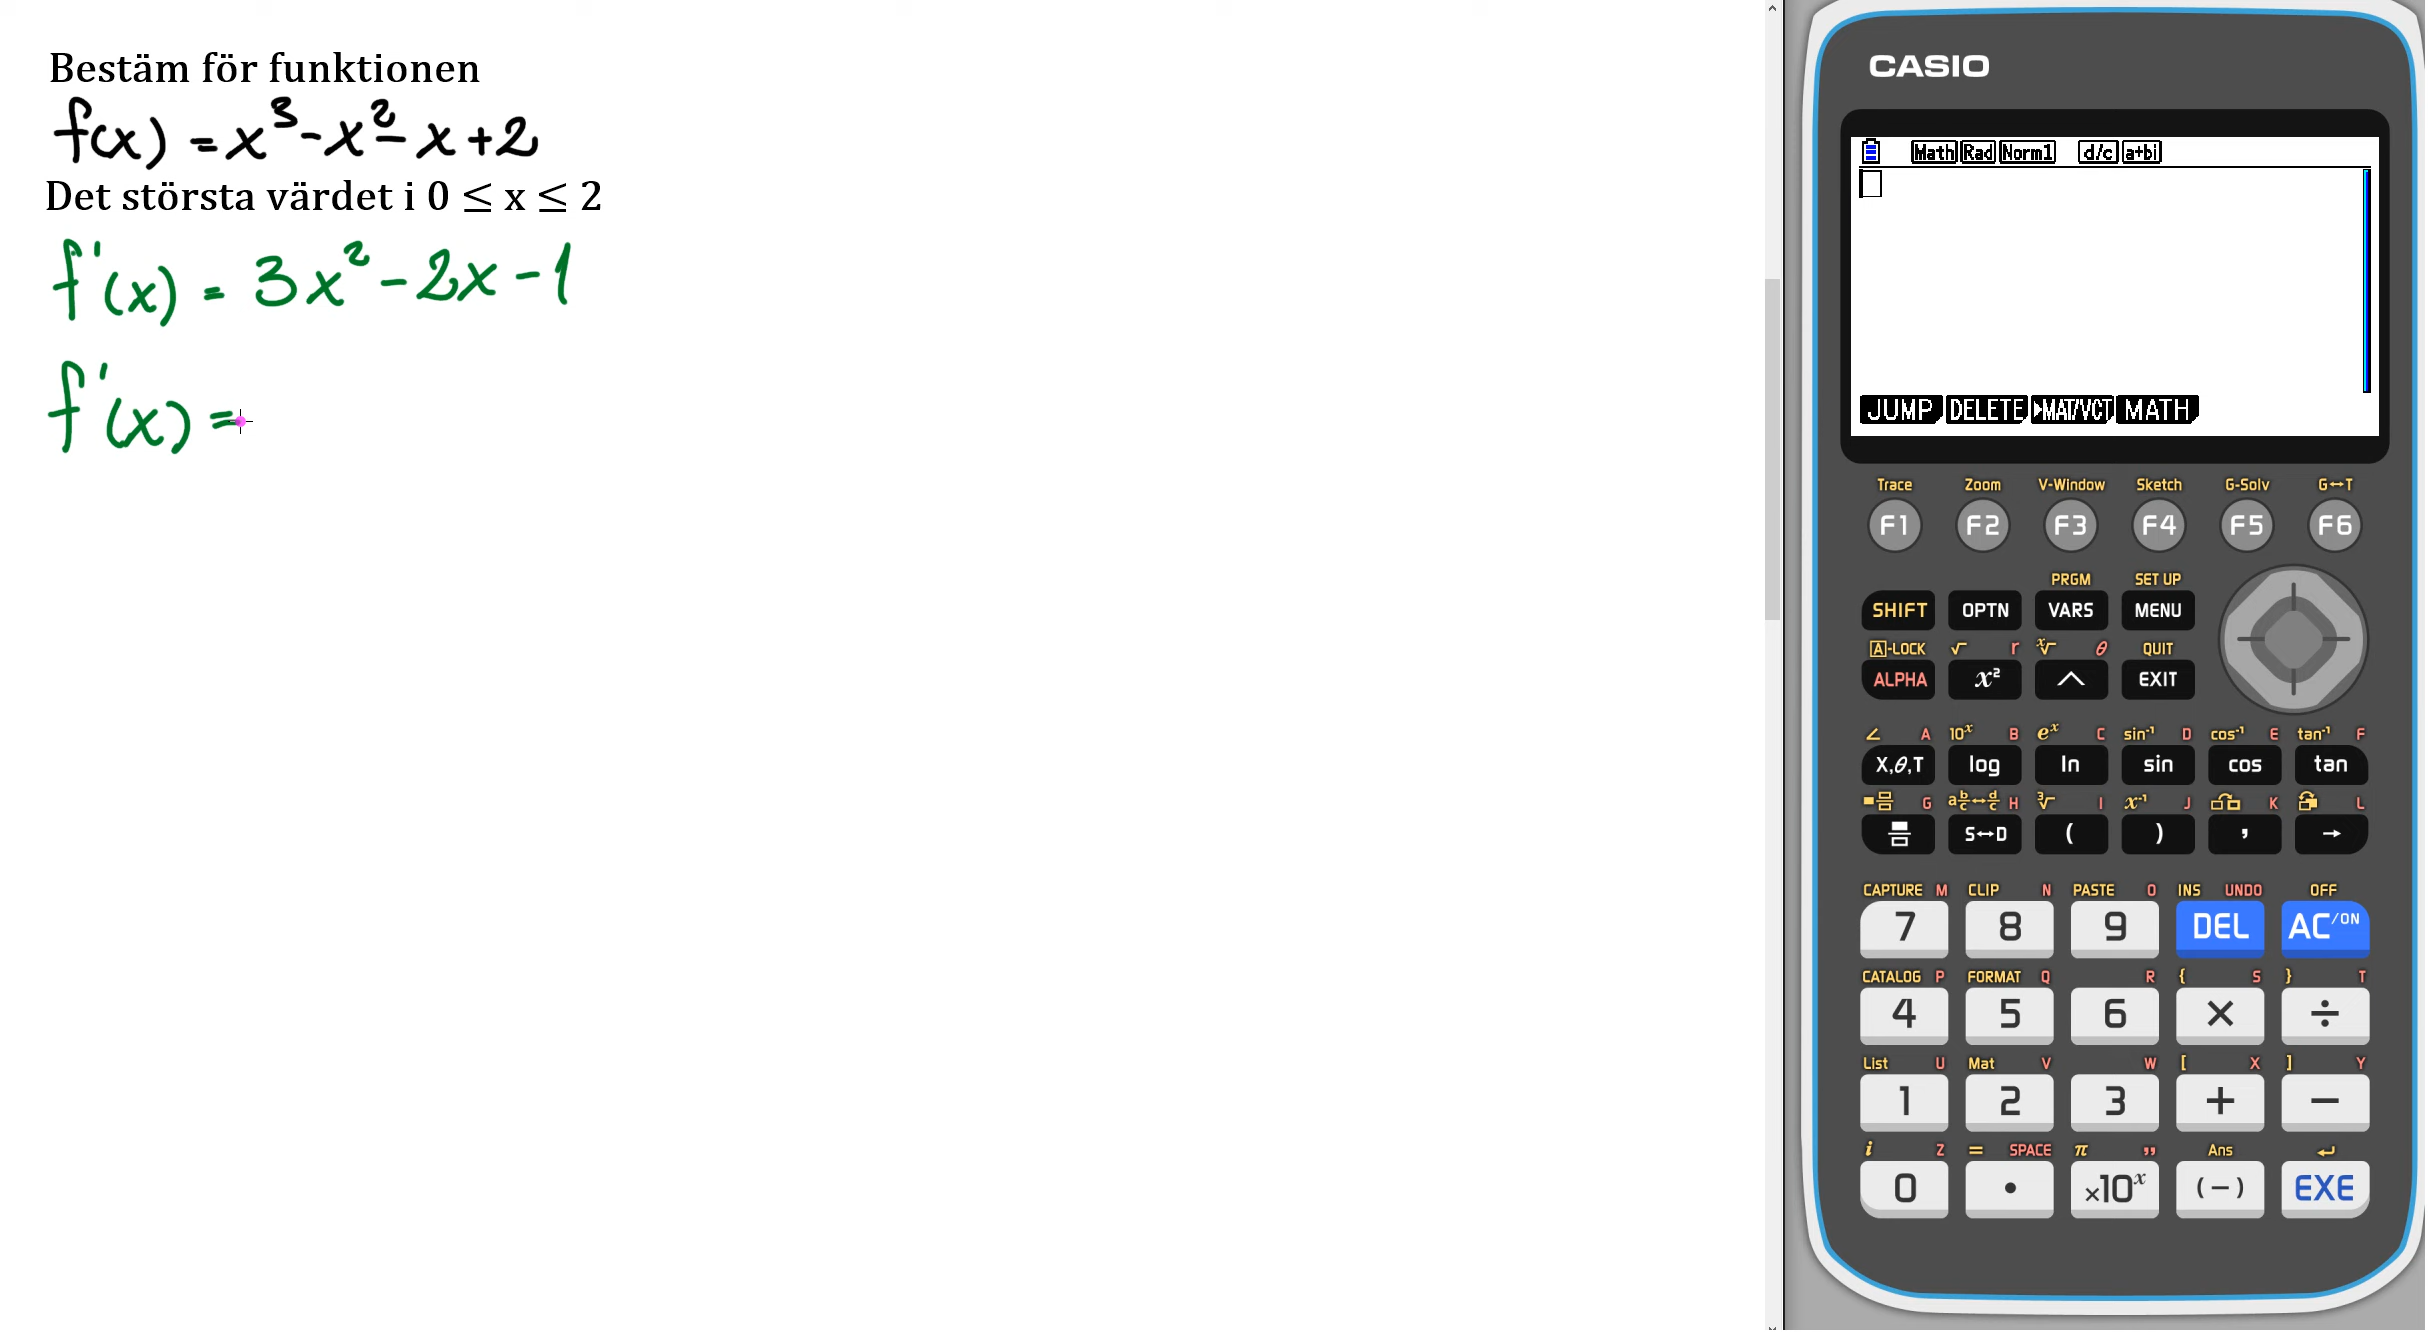 Bestäm för funktionen
f(x) = x³ - x² - x + 2
Det största värdet i 0 ≤ x ≤ 2
f'(x) = 3x² - 2x - 1
f'(x) =
CASIO
Math Rad Norm1 d/c a+bi
JUMP DELETE ▶MAT/VCT MATH
Trace Zoom V-Window Sketch G-Solv G↔T
F1 F2 F3 F4 F5 F6
PRGM SET UP
SHIFT OPTN VARS MENU
A-LOCK √ r ˣ√ θ QUIT
ALPHA x² ^ EXIT
∠ A 10ˣ B eˣ C sin⁻¹ D cos⁻¹ E tan⁻¹ F
X,θ,T log ln sin cos tan
G a b/c↔d/c H ³√ I x⁻¹ J K L
S↔D ( ) , →
CAPTURE M CLIP N PASTE O INS UNDO OFF
7 8 9 DEL AC/ON
CATALOG P FORMAT Q R { S } T
4 5 6 × ÷
List U Mat V W [ X ] Y
1 2 3 + −
i Z = SPACE π " Ans ↵
0 • ×10ˣ (−) EXE